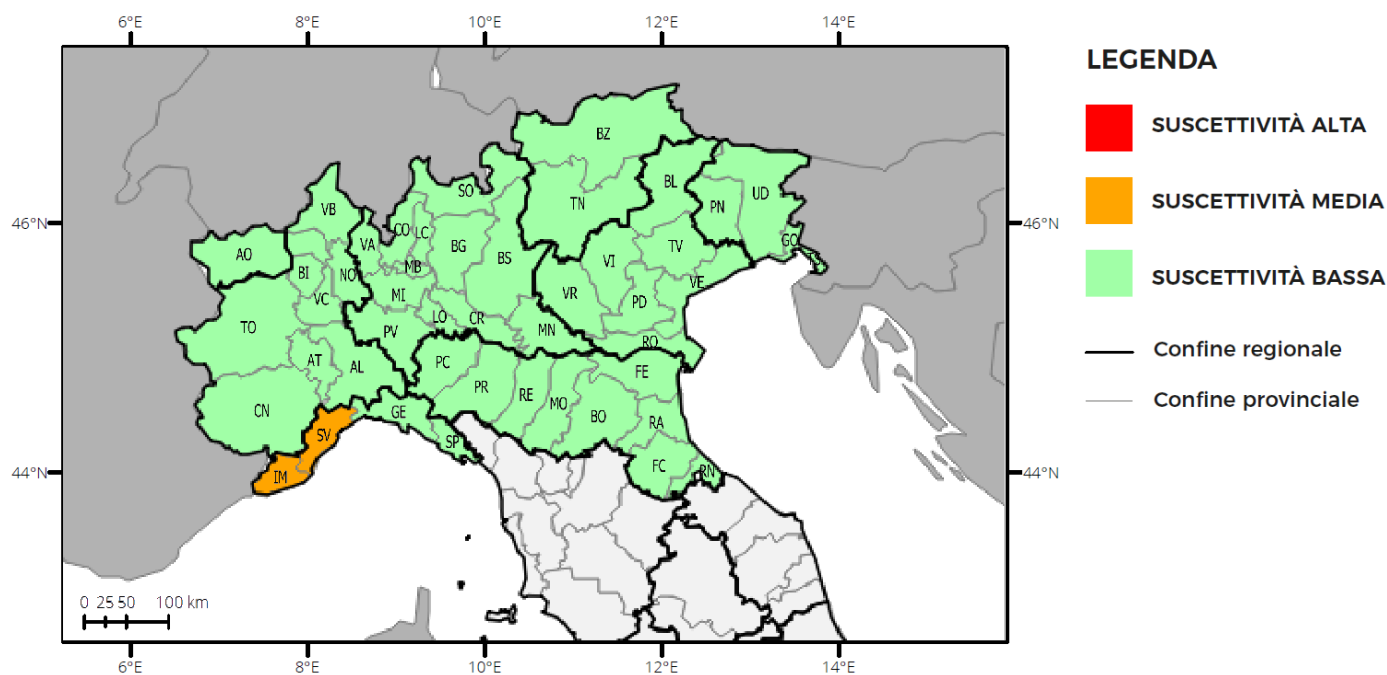 6°E 8°E 10°E 12°E 14°E
LEGENDA
SUSCETTIVITÀ ALTA
SUSCETTIVITÀ MEDIA
SUSCETTIVITÀ BASSA
Confine regionale
Confine provinciale
BZ
SO TN BL PN UD
VB
46°N 46°N
AO VA CO LC BG GO
BI NO MB BS VI TV
VC MI VR PD VE
TO PV LO CR MN RO
AT AL PC PR RE MO FE
CN GE BO RA
SV SP
44°N IM FC RN 44°N
0 25 50 100 km
6°E 8°E 10°E 12°E 14°E